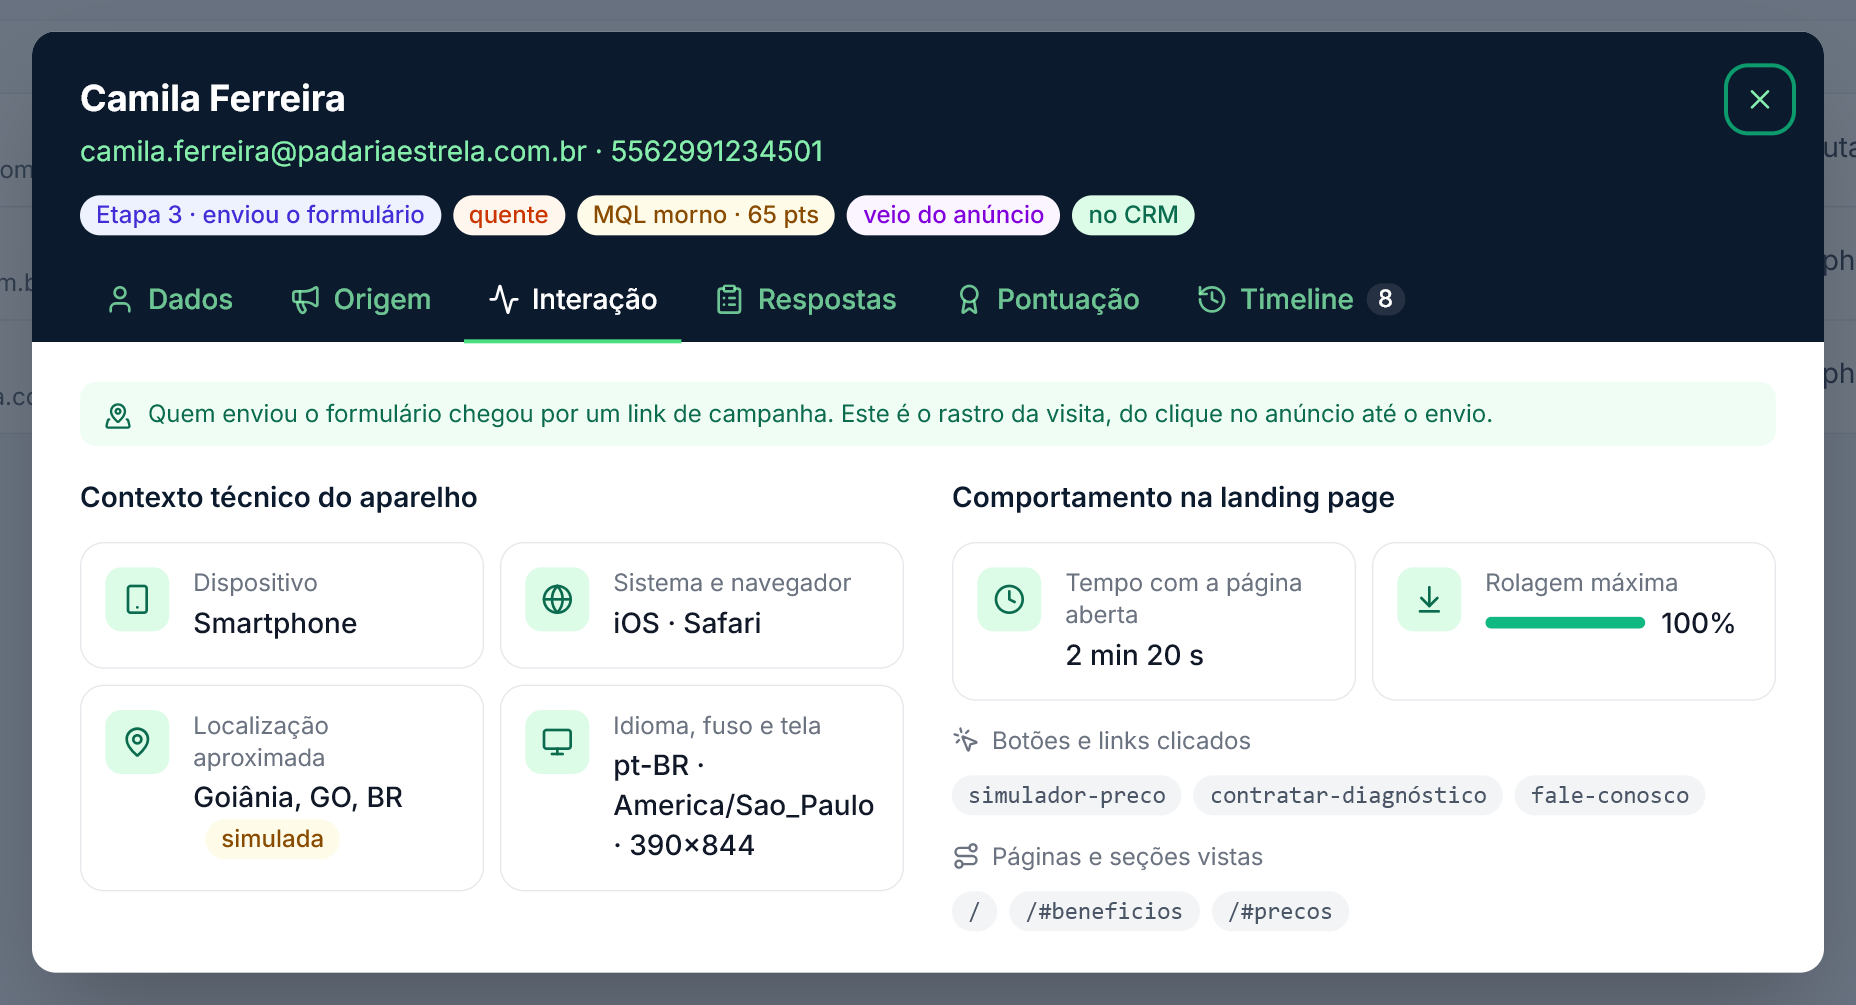 Camila Ferreira
camila.ferreira@padariaestrela.com.br · 5562991234501
Etapa 3 · enviou o formulário
quente
MQL morno · 65 pts
veio do anúncio
no CRM
Dados
Origem
Interação
Respostas
Pontuação
Timeline 8
Quem enviou o formulário chegou por um link de campanha. Este é o rastro da visita, do clique no anúncio até o envio.
Contexto técnico do aparelho
Dispositivo
Smartphone
Sistema e navegador
iOS · Safari
Localização
aproximada
Goiânia, GO, BR
simulada
Idioma, fuso e tela
pt-BR ·
America/Sao_Paulo
· 390×844
Comportamento na landing page
Tempo com a página
aberta
2 min 20 s
Rolagem máxima
100%
Botões e links clicados
simulador-preco
contratar-diagnóstico
fale-conosco
Páginas e seções vistas
/
/#beneficios
/#precos